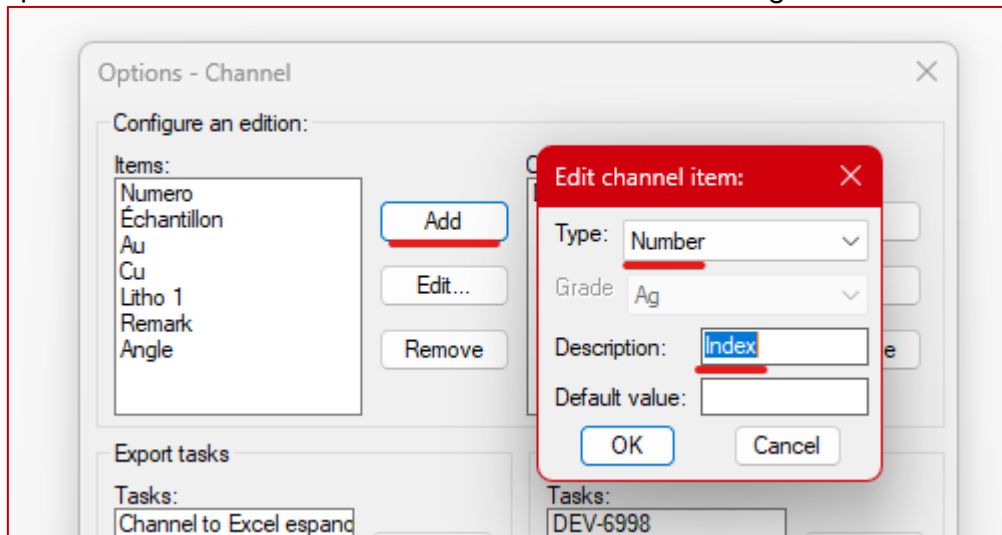 Options - Channel
Configure an edition:
Items:
Numero
Échantillon
Au
Cu
Litho 1
Remark
Angle
Add
Edit...
Remove
Edit channel item:
Type:
Number
Grade
Ag
Description:
Index
Default value:
OK
Cancel
Export tasks
Tasks:
Channel to Excel espand
Tasks:
DEV-6998